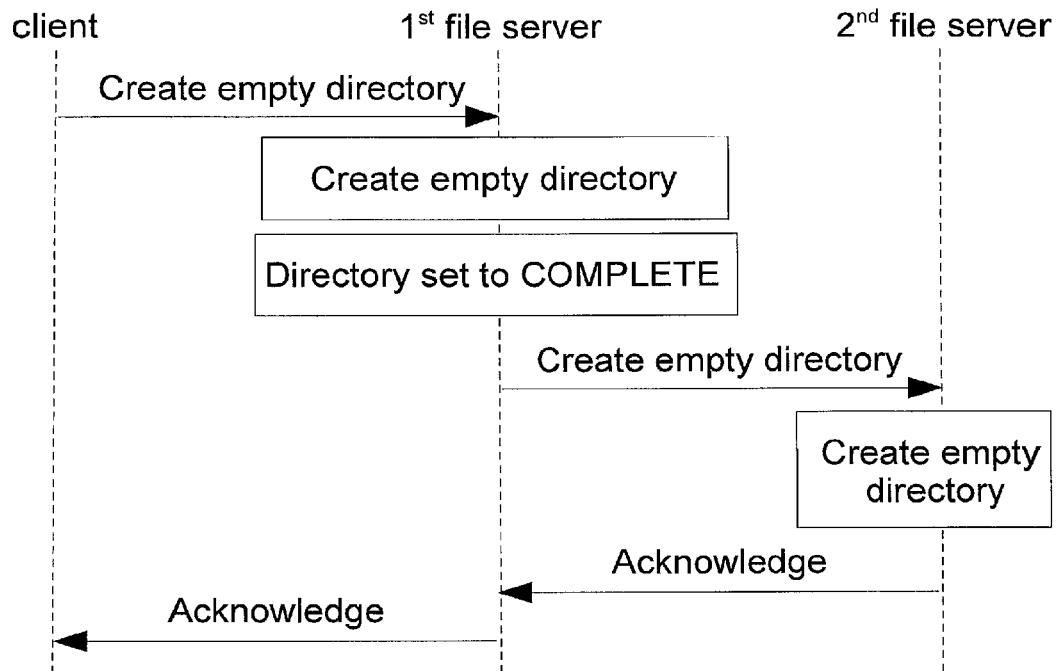 client 1st file server 2nd file server
Create empty directory
Create empty directory
Directory set to COMPLETE
Create empty directory
Create empty
directory
Acknowledge
Acknowledge